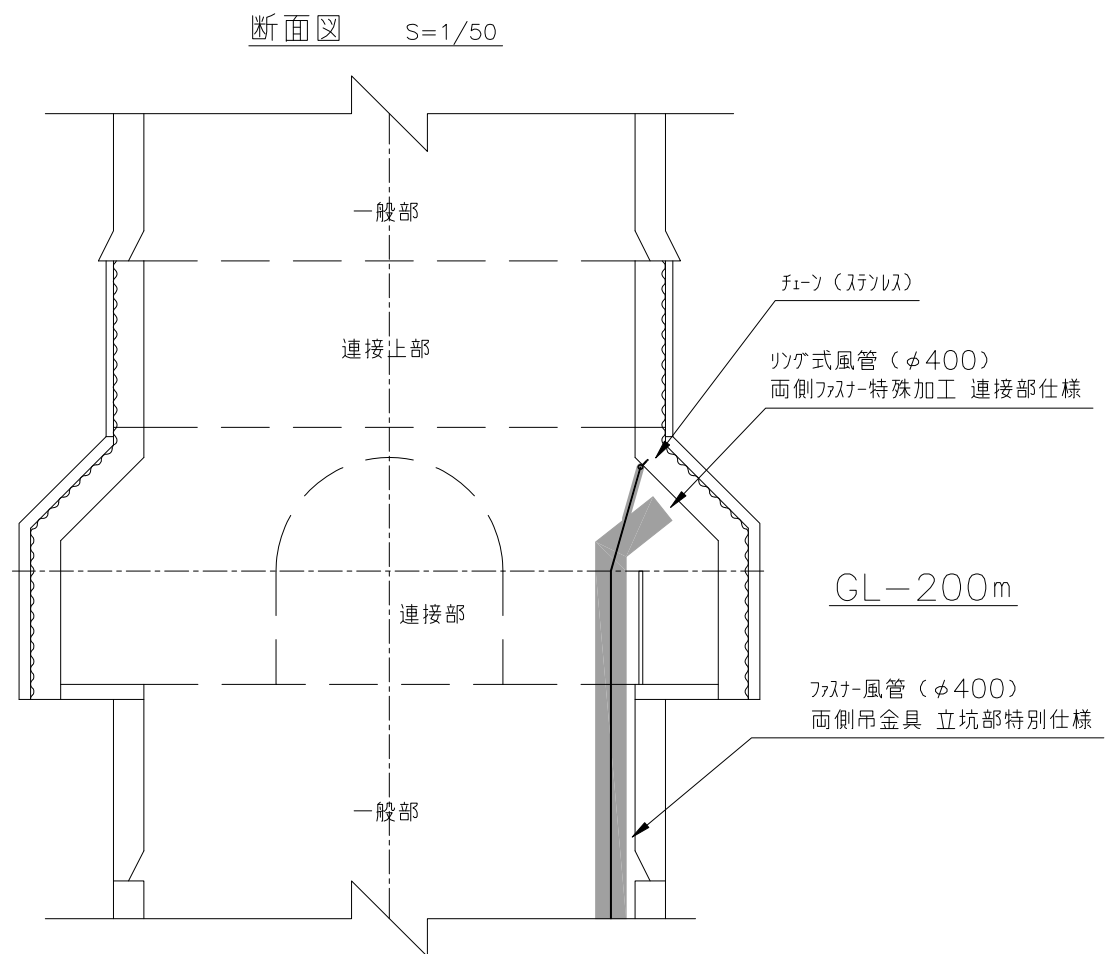 断面図 S=1/50
一般部
連接上部
ﾁｪｰﾝ（ｽﾃﾝﾚｽ）
ﾘﾝｸﾞ式風管（φ400）
両側ﾌｧｽﾅｰ特殊加工 連接部仕様
GL-200m
連接部
ﾌｧｽﾅｰ風管（φ400）
両側吊金具 立坑部特別仕様
一般部